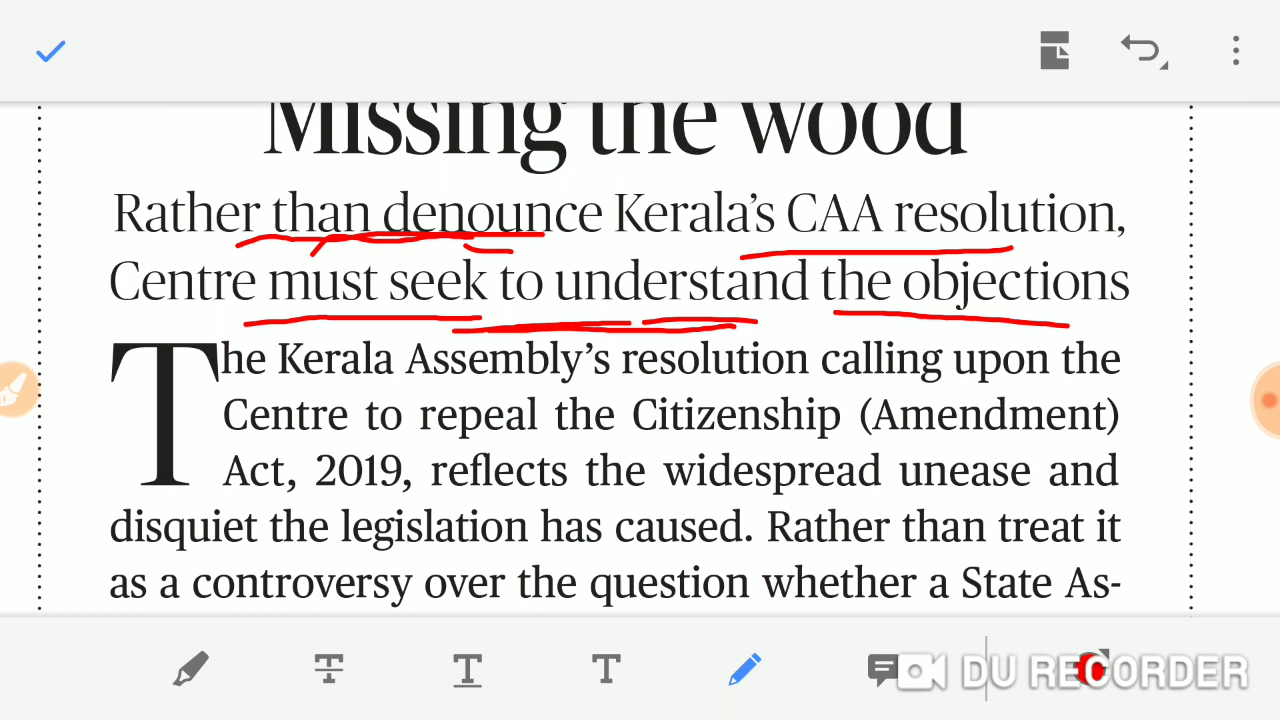 Missing the wood
Rather than denounce Kerala's CAA resolution,
Centre must seek to understand the objections
The Kerala Assembly's resolution calling upon the
Centre to repeal the Citizenship (Amendment)
Act, 2019, reflects the widespread unease and
disquiet the legislation has caused. Rather than treat it
as a controversy over the question whether a State As-
T T T
DU RECORDER